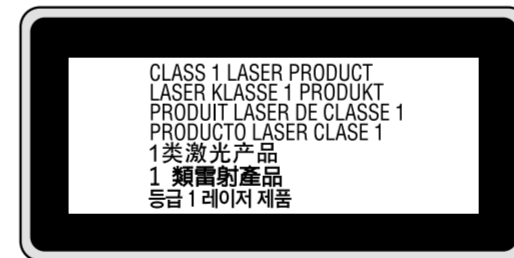 CLASS 1 LASER PRODUCT
LASER KLASSE 1 PRODUKT
PRODUIT LASER DE CLASSE 1
PRODUCTO LASER CLASE 1
1类激光产品
1 類雷射產品
등급 1 레이저 제품